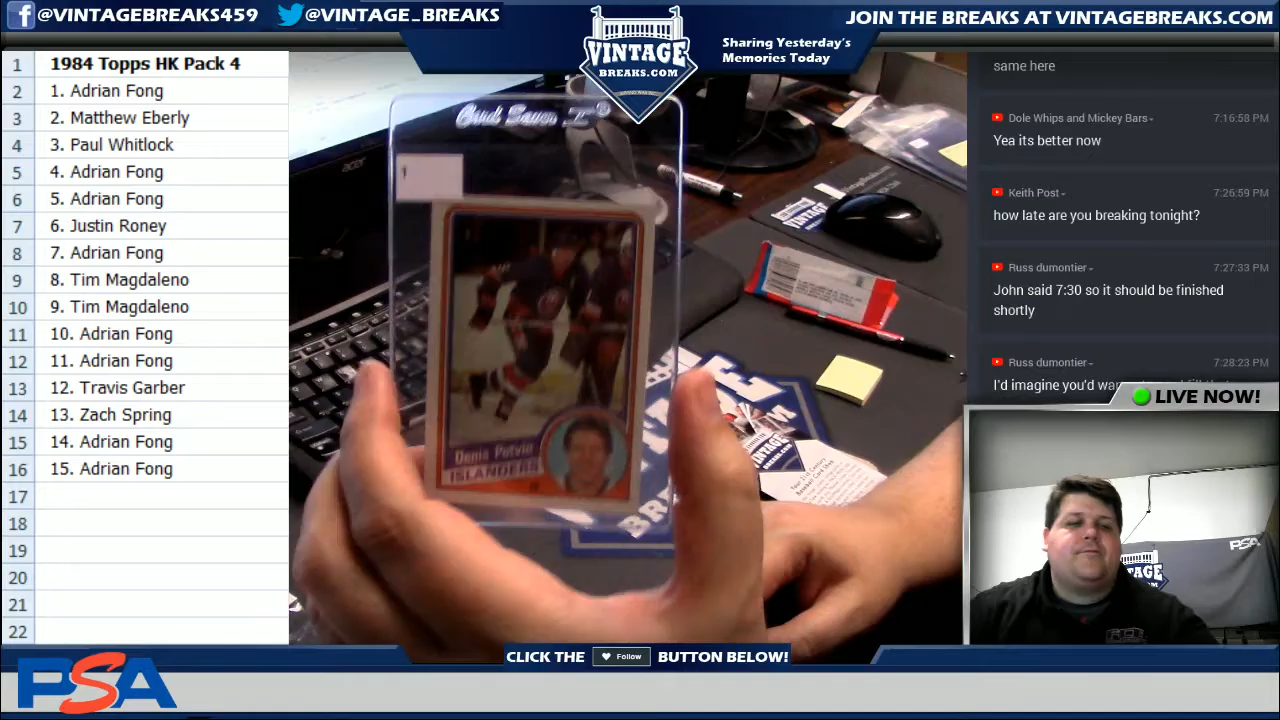 @VINTAGEBREAKS459
@VINTAGE_BREAKS
VINTAGE
BREAKS.COM
Sharing Yesterday's
Memories Today
JOIN THE BREAKS AT VINTAGEBREAKS.COM
1 1984 Topps HK Pack 4
2 1. Adrian Fong
3 2. Matthew Eberly
4 3. Paul Whitlock
5 4. Adrian Fong
6 5. Adrian Fong
7 6. Justin Roney
8 7. Adrian Fong
9 8. Tim Magdaleno
10 9. Tim Magdaleno
11 10. Adrian Fong
12 11. Adrian Fong
13 12. Travis Garber
14 13. Zach Spring
15 14. Adrian Fong
16 15. Adrian Fong
17
18
19
20
21
22
acer
Card Saver II®
Denis Potvin
ISLANDERS
same here
Dole Whips and Mickey Bars 7:16:58 PM
Yea its better now
Keith Post 7:26:59 PM
how late are you breaking tonight?
Russ dumontier 7:27:33 PM
John said 7:30 so it should be finished
shortly
Russ dumontier 7:28:23 PM
LIVE NOW!
PSA
VINTAGE
CLICK THE Follow BUTTON BELOW!
PSA